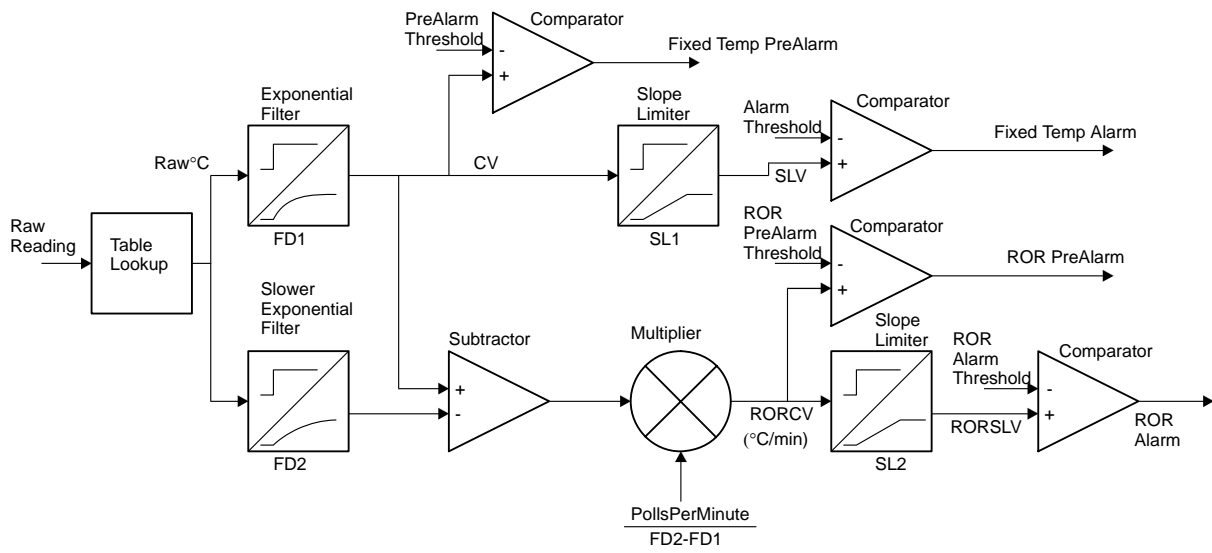 PreAlarm
Threshold
-
+
Comparator
Fixed Temp PreAlarm
Exponential
Filter
Raw°C
FD1
CV
Slope
Limiter
SL1
SLV
Alarm
Threshold
-
+
Comparator
Fixed Temp Alarm
Raw
Reading
Table
Lookup
ROR
PreAlarm
Threshold
-
+
Comparator
ROR PreAlarm
Slower
Exponential
Filter
FD2
Subtractor
+
-
Multiplier
RORCV
(°C/min)
PollsPerMinute
FD2-FD1
Slope
Limiter
SL2
RORSLV
ROR
Alarm
Threshold
-
+
Comparator
ROR
Alarm